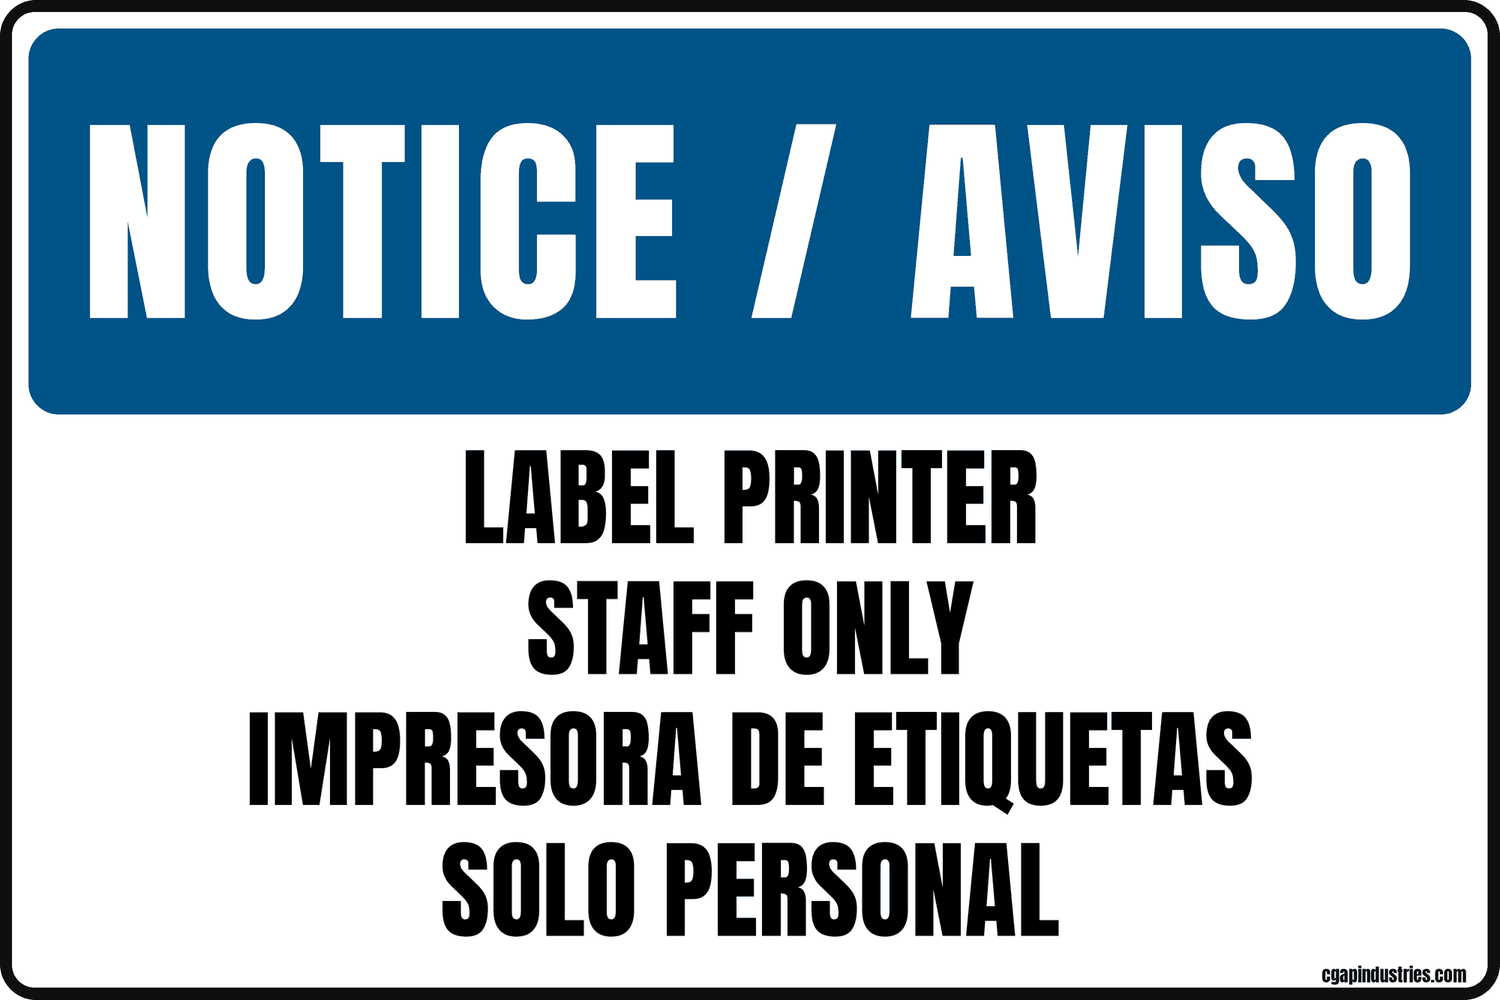 NOTICE / AVISO
LABEL PRINTER
STAFF ONLY
IMPRESORA DE ETIQUETAS
SOLO PERSONAL
cgapindustries.com